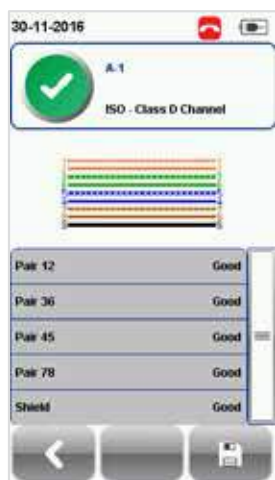 30-11-2016
A-1
ISO - Class D Channel
Pair 12 Good
Pair 36 Good
Pair 45 Good
Pair 78 Good
Shield Good